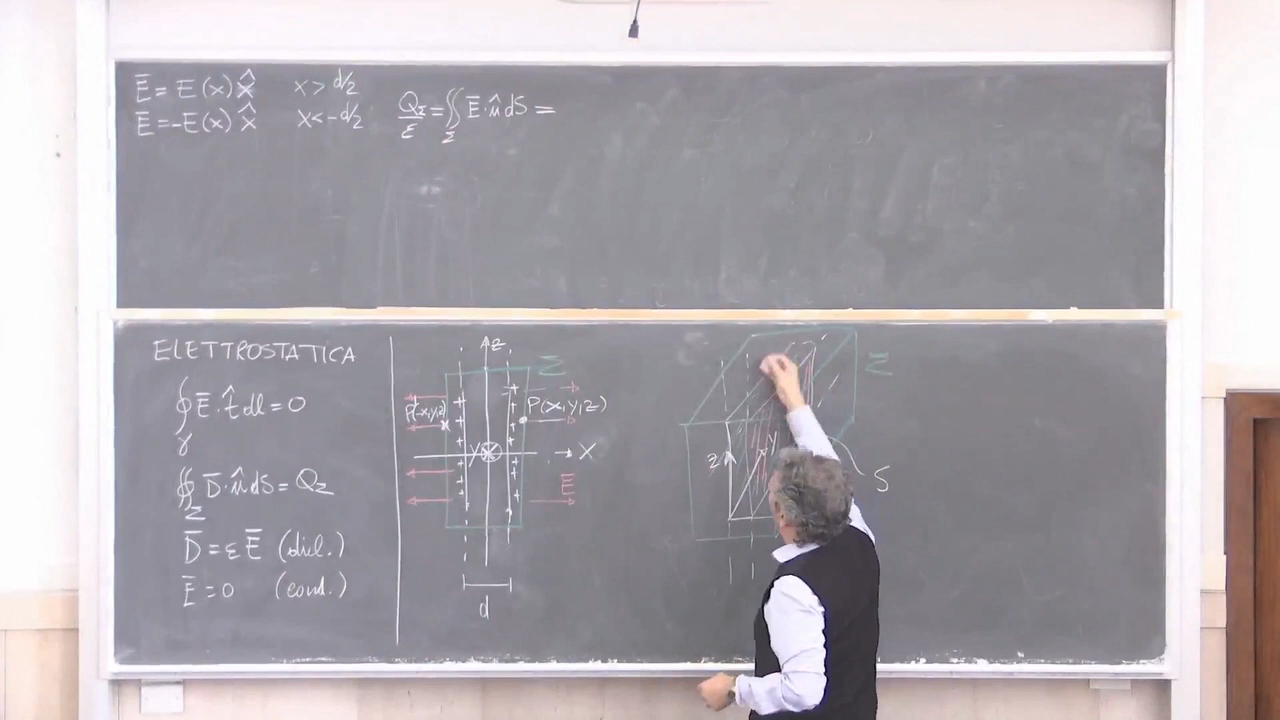 Ē = E(x) x̂    x > d/2
Ē = -E(x) x̂    x < -d/2
Q_Σ/ε = ∬_Σ Ē · n̂ dS =
ELETTROSTATICA
∮_γ Ē · t̂ dl = 0
∯_Σ D̄ · n̂ dS = Q_Σ
D̄ = ε Ē (diel.)
Ē = 0 (cond.)
z
Σ
P(-x,y,z)
P(x,y,z)
y
x
E
d
Σ
z
y
S